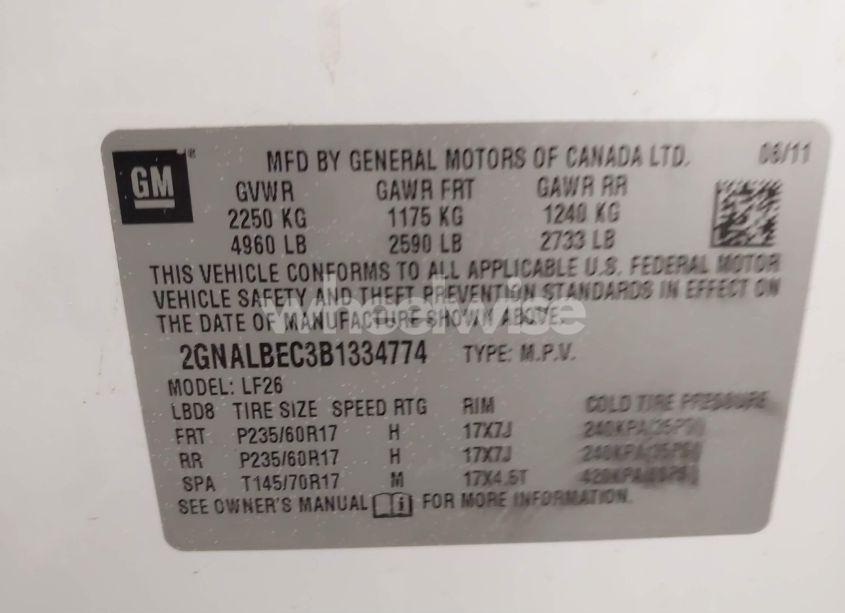 GM
MFD BY GENERAL MOTORS OF CANADA LTD. 06/11
GVWR GAWR FRT GAWR RR
2250 KG 1175 KG 1240 KG
4960 LB 2590 LB 2733 LB
THIS VEHICLE CONFORMS TO ALL APPLICABLE U.S. FEDERAL MOTOR
VEHICLE SAFETY AND THEFT PREVENTION STANDARDS IN EFFECT ON
THE DATE OF MANUFACTURE SHOWN ABOVE.
2GNALBEC3B1334774 TYPE: M.P.V.
MODEL: LF26
LBD8 TIRE SIZE SPEED RTG RIM COLD TIRE PRESSURE
FRT P235/60R17 H 17X7J 240KPA(35PSI)
RR P235/60R17 H 17X7J 240KPA(35PSI)
SPA T145/70R17 M 17X4.5T 420KPA(60PSI)
SEE OWNER'S MANUAL FOR MORE INFORMATION.